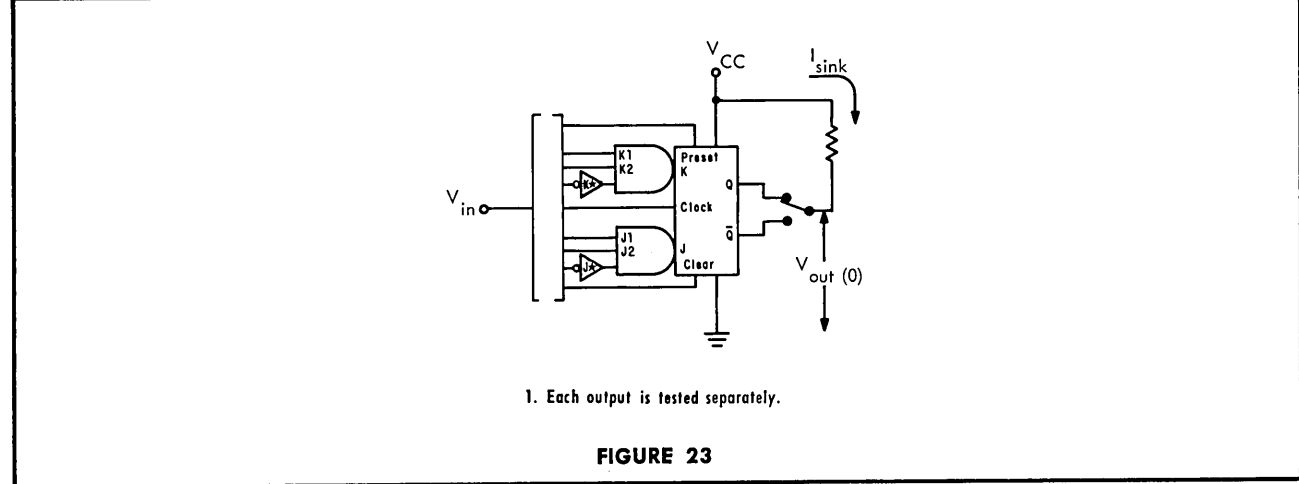 V CC
I sink
K1
K2
K★
Preset
K
Q
V in
Clock
J1
J2
J★
J
Clear
Q̅
V out (0)
1. Each output is tested separately.
FIGURE 23